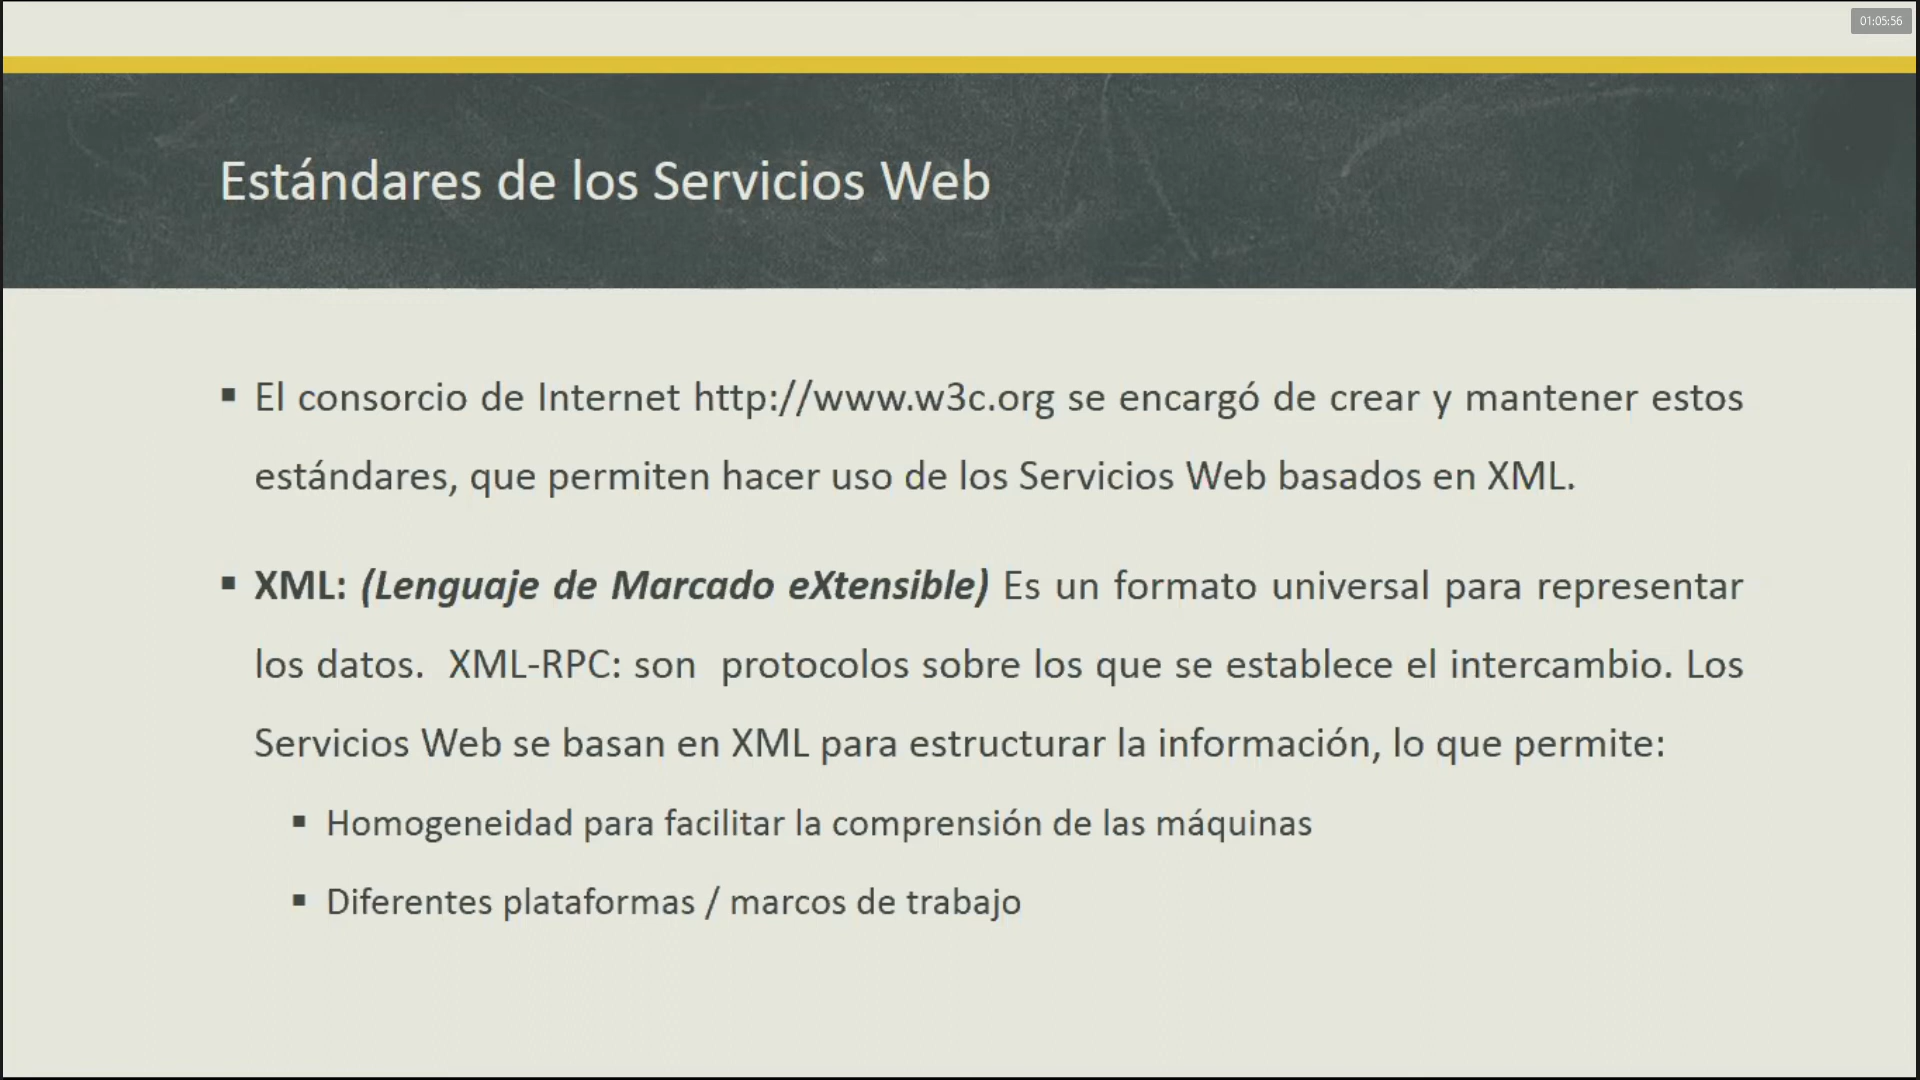 01:05:56
Estándares de los Servicios Web
▪ El consorcio de Internet http://www.w3c.org se encargó de crear y mantener estos
estándares, que permiten hacer uso de los Servicios Web basados en XML.
▪ XML: (Lenguaje de Marcado eXtensible) Es un formato universal para representar
los datos.  XML-RPC: son  protocolos sobre los que se establece el intercambio. Los
Servicios Web se basan en XML para estructurar la información, lo que permite:
▪ Homogeneidad para facilitar la comprensión de las máquinas
▪ Diferentes plataformas / marcos de trabajo